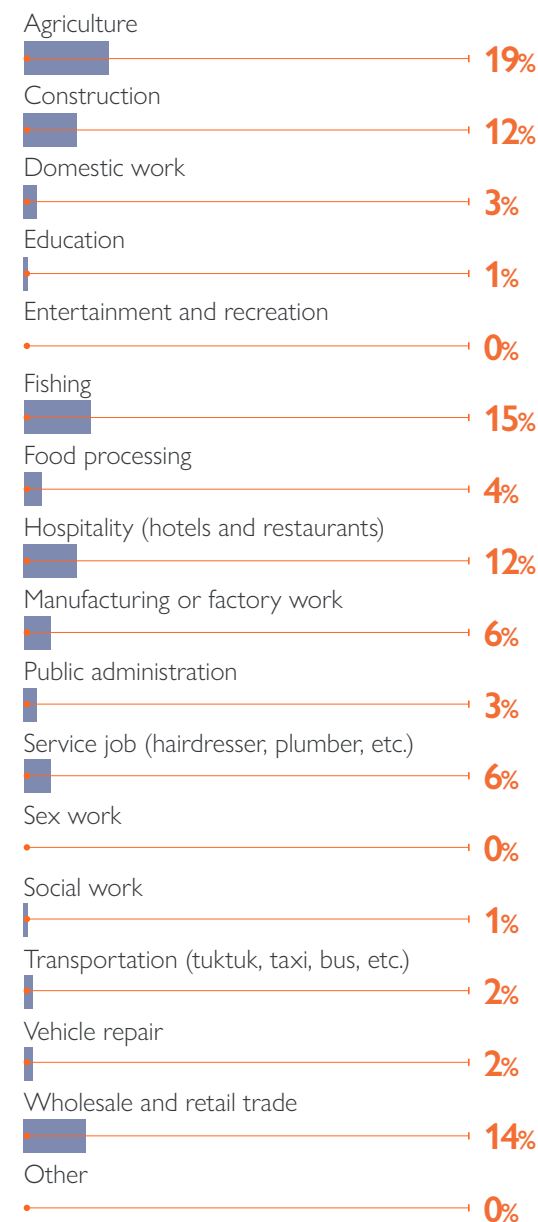 Agriculture
19%
Construction
12%
Domestic work
3%
Education
1%
Entertainment and recreation
0%
Fishing
15%
Food processing
4%
Hospitality (hotels and restaurants)
12%
Manufacturing or factory work
6%
Public administration
3%
Service job (hairdresser, plumber, etc.)
6%
Sex work
0%
Social work
1%
Transportation (tuktuk, taxi, bus, etc.)
2%
Vehicle repair
2%
Wholesale and retail trade
14%
Other
0%